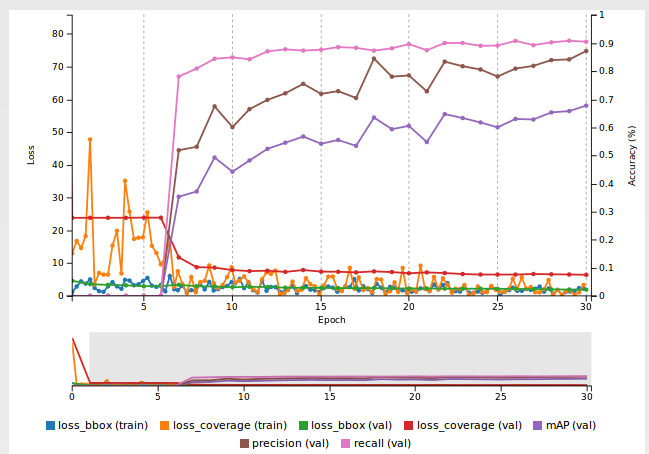 80
70
60
50
40
30
20
10
0
Loss
1
0.9
0.8
0.7
0.6
0.5
0.4
0.3
0.2
0.1
0
Accuracy (%)
0 5 10 15 20 25 30
Epoch
0 5 10 15 20 25 30
loss_bbox (train) loss_coverage (train) loss_bbox (val) loss_coverage (val) mAP (val)
precision (val) recall (val)